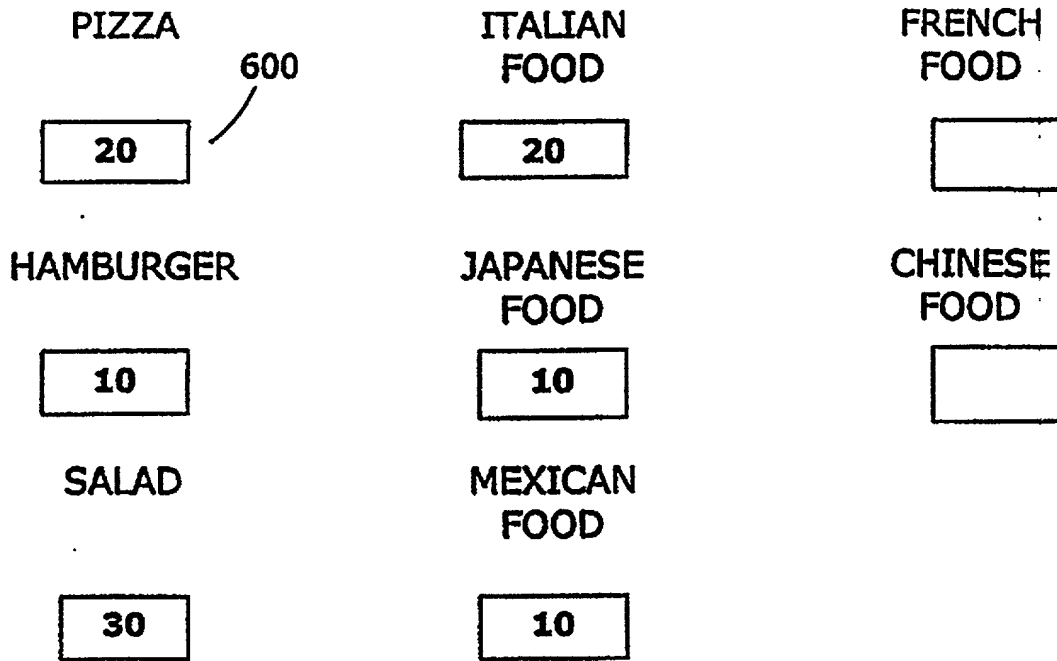 PIZZA
ITALIAN
FOOD
FRENCH
FOOD
600
20
20
HAMBURGER
JAPANESE
FOOD
CHINESE
FOOD
10
10
SALAD
MEXICAN
FOOD
30
10